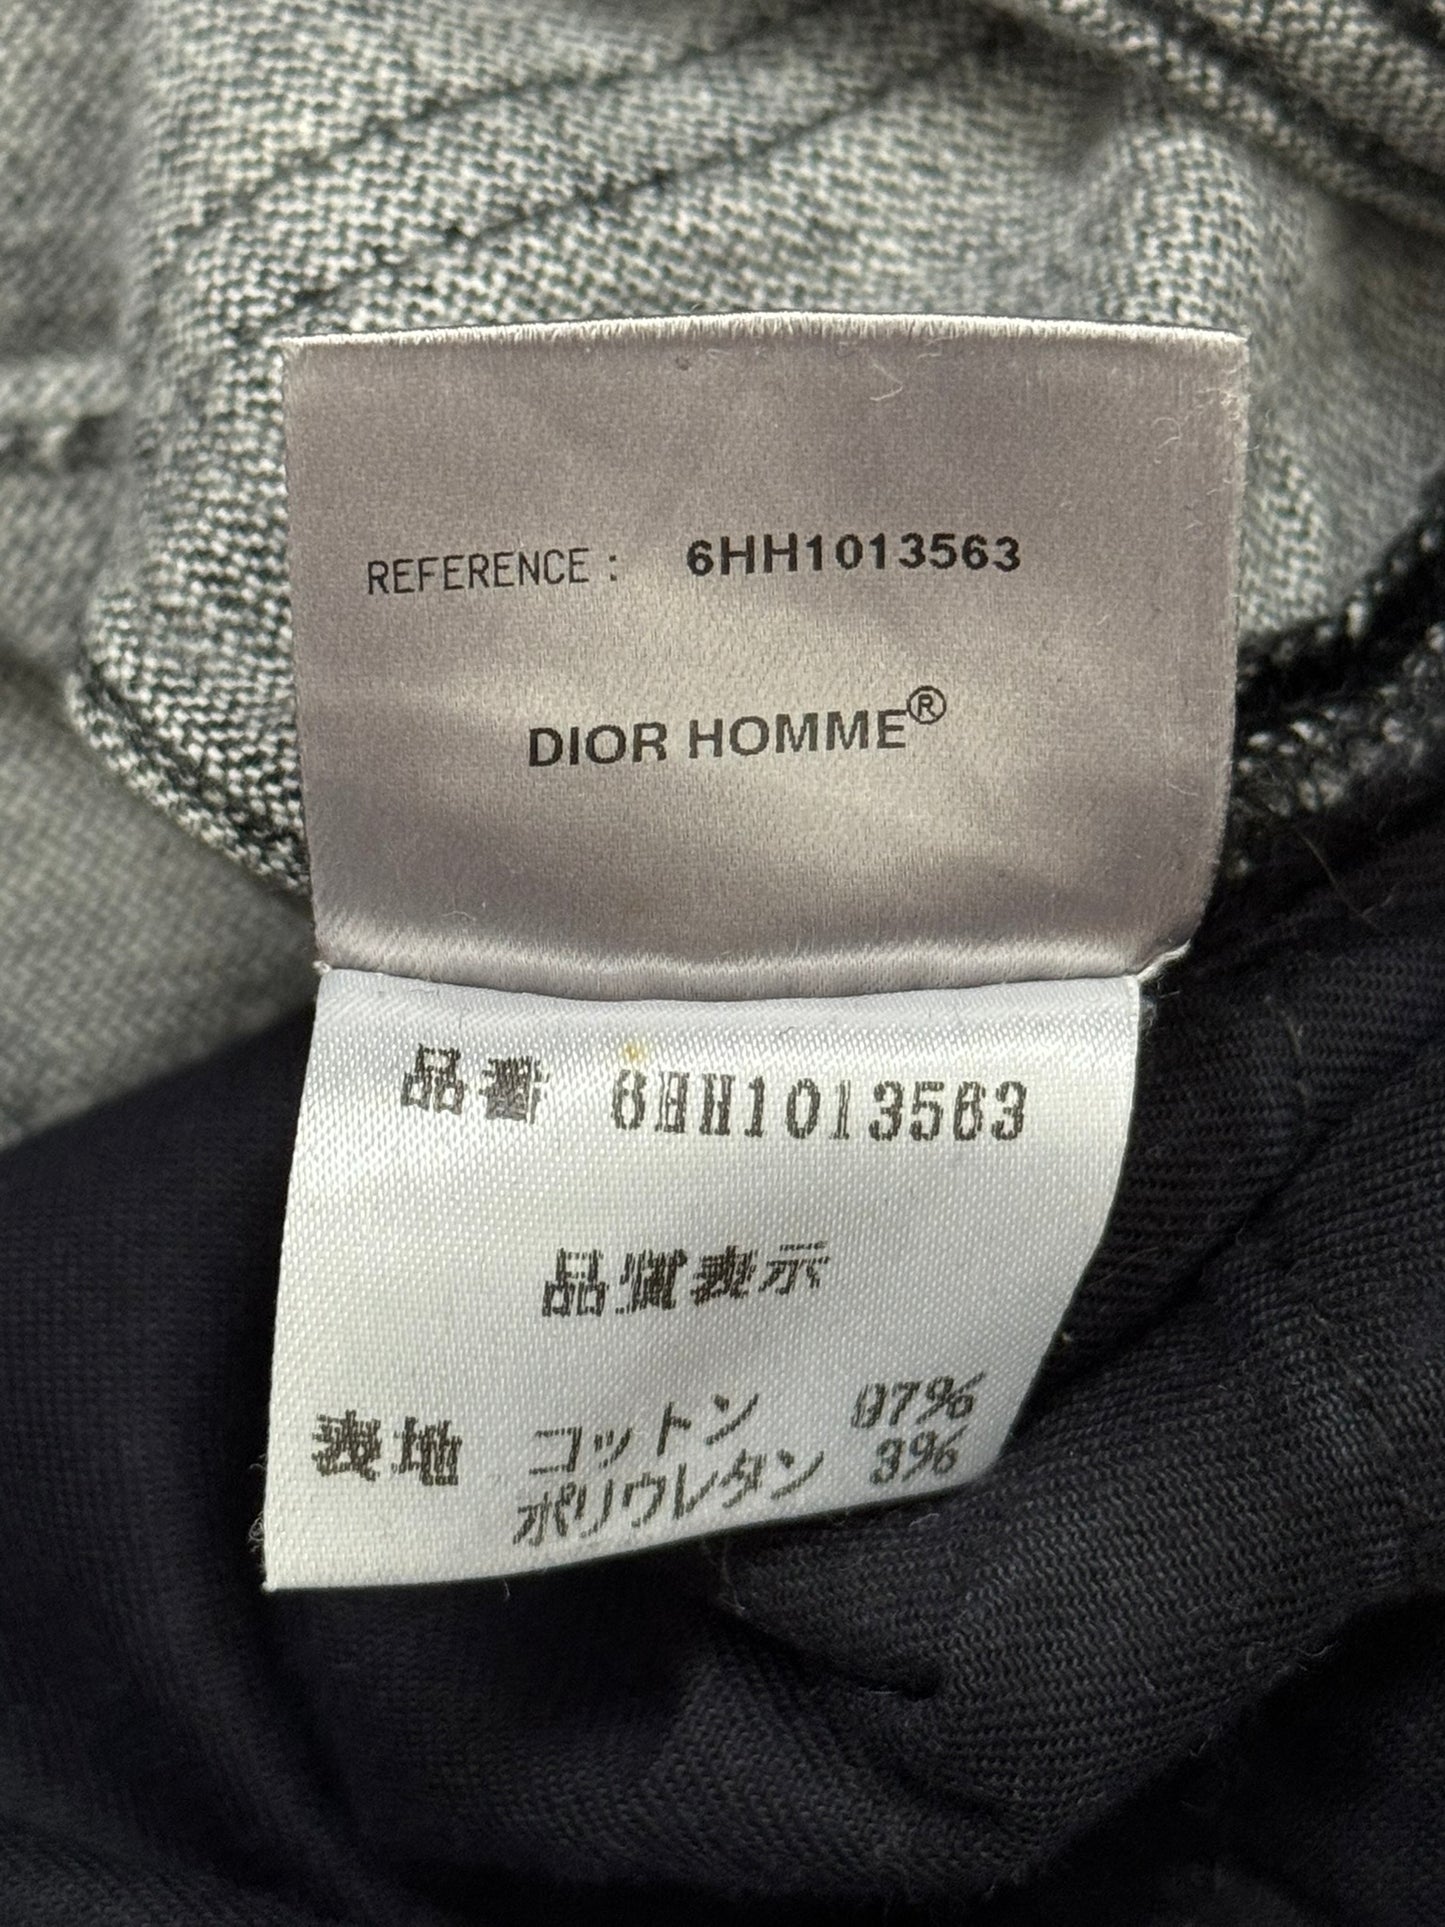 REFERENCE : 6HH1013563
DIOR HOMME®
品番 6HH1013563
品質表示
表地 コットン 97%
ポリウレタン 3%